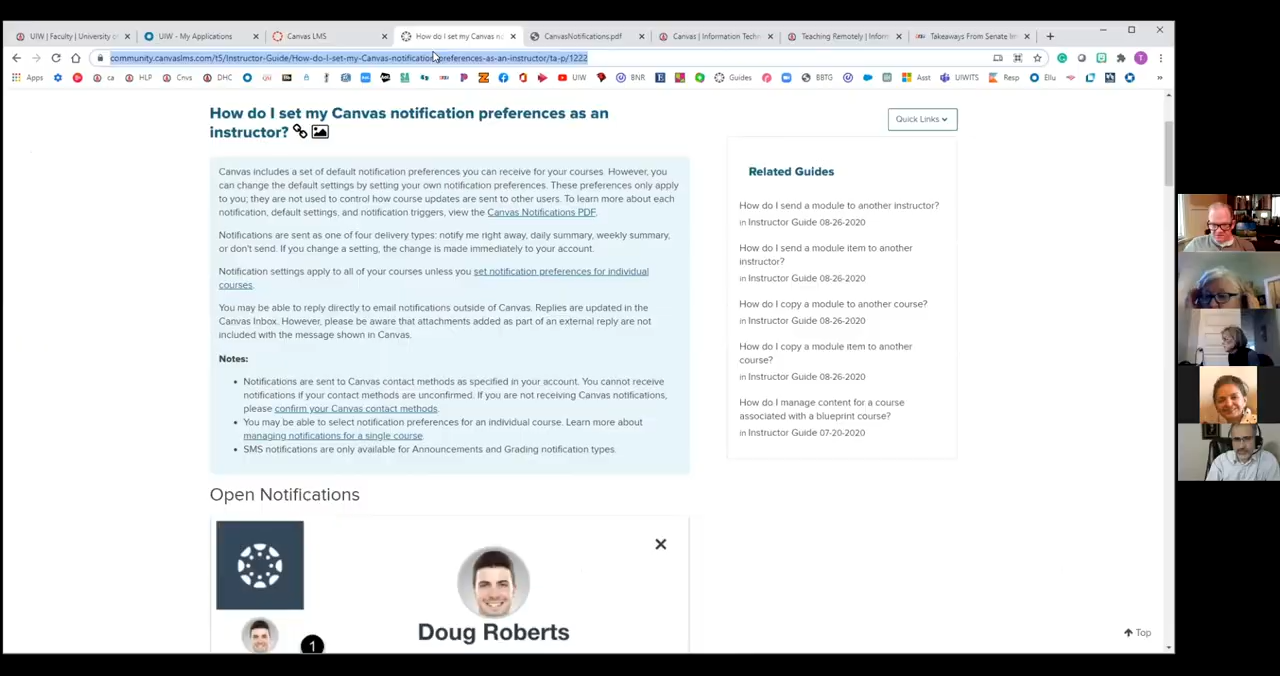 UIW | Faculty | University of
UIW - My Applications
Canvas LMS
How do I set my Canvas no
CanvasNotifications.pdf
Canvas | Information Techn
Teaching Remotely | Inform
Takeaways From Senate Im
community.canvaslms.com/t5/Instructor-Guide/How-do-I-set-my-Canvas-notification-preferences-as-an-instructor/ta-p/1222
Apps ca HLP Cnvs DHC UIW BNR Guides BBTG Asst UIWITS Resp Ellu
How do I set my Canvas notification preferences as an
instructor?
Quick Links
Canvas includes a set of default notification preferences you can receive for your courses. However, you
can change the default settings by setting your own notification preferences. These preferences only apply
to you; they are not used to control how course updates are sent to other users. To learn more about each
notification, default settings, and notification triggers, view the Canvas Notifications PDF.
Notifications are sent as one of four delivery types: notify me right away, daily summary, weekly summary,
or don't send. If you change a setting, the change is made immediately to your account.
Notification settings apply to all of your courses unless you set notification preferences for individual
courses.
You may be able to reply directly to email notifications outside of Canvas. Replies are updated in the
Canvas Inbox. However, please be aware that attachments added as part of an external reply are not
included with the message shown in Canvas.
Notes:
Notifications are sent to Canvas contact methods as specified in your account. You cannot receive
notifications if your contact methods are unconfirmed. If you are not receiving Canvas notifications,
please confirm your Canvas contact methods.
You may be able to select notification preferences for an individual course. Learn more about
managing notifications for a single course.
SMS notifications are only available for Announcements and Grading notification types.
Related Guides
How do I send a module to another instructor?
in Instructor Guide 08-26-2020
How do I send a module item to another
instructor?
in Instructor Guide 08-26-2020
How do I copy a module to another course?
in Instructor Guide 08-26-2020
How do I copy a module item to another
course?
in Instructor Guide 08-26-2020
How do I manage content for a course
associated with a blueprint course?
in Instructor Guide 07-20-2020
Open Notifications
Doug Roberts
1
Top